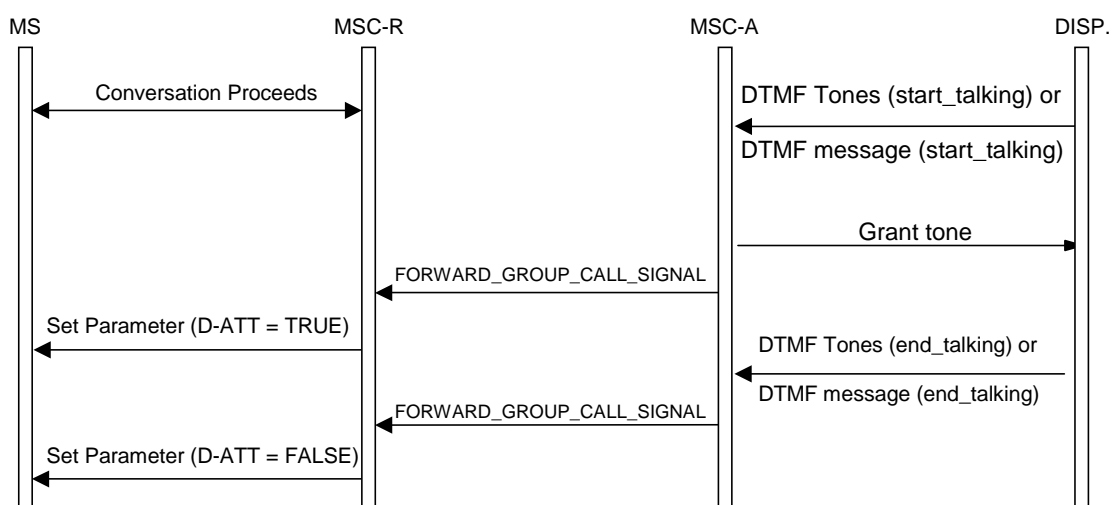 MS
MSC-R
MSC-A
DISP.
Conversation Proceeds
DTMF Tones (start_talking) or
DTMF message (start_talking)
Grant tone
FORWARD_GROUP_CALL_SIGNAL
Set Parameter (D-ATT = TRUE)
DTMF Tones (end_talking) or
DTMF message (end_talking)
FORWARD_GROUP_CALL_SIGNAL
Set Parameter (D-ATT = FALSE)